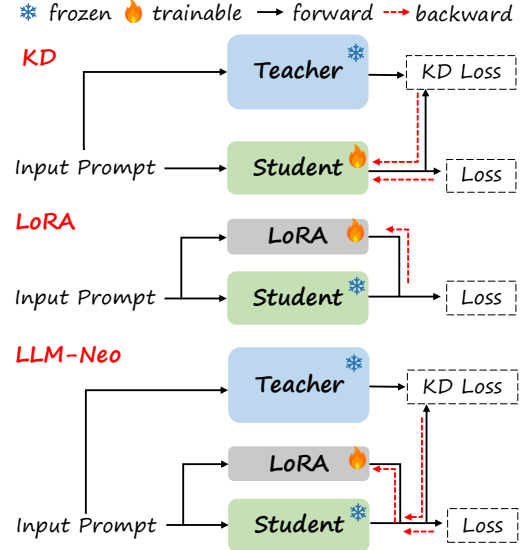 frozen trainable forward backward
KD
Teacher
KD Loss
Input Prompt
Student
Loss
LoRA
LoRA
Input Prompt
Student
Loss
LLM-Neo
Teacher
KD Loss
LoRA
Input Prompt
Student
Loss